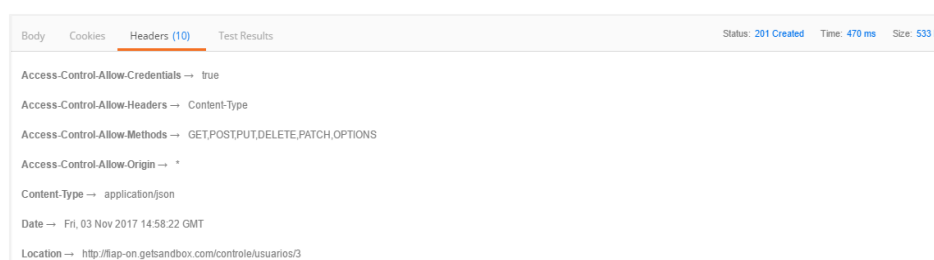 Body Cookies Headers (10) Test Results Status: 201 Created Time: 470 ms Size: 533
Access-Control-Allow-Credentials → true
Access-Control-Allow-Headers → Content-Type
Access-Control-Allow-Methods → GET,POST,PUT,DELETE,PATCH,OPTIONS
Access-Control-Allow-Origin → *
Content-Type → application/json
Date → Fri, 03 Nov 2017 14:58:22 GMT
Location → http://fiap-on.getsandbox.com/controle/usuarios/3